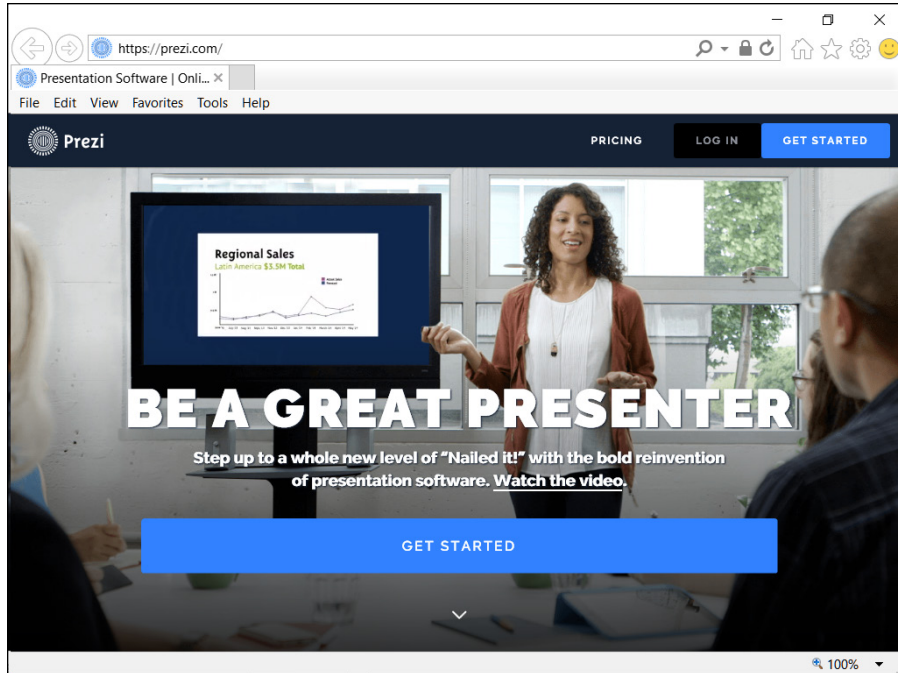 https://prezi.com/
Presentation Software | Onli...
File Edit View Favorites Tools Help
Prezi
PRICING
LOG IN
GET STARTED
Regional Sales
Latin America $3.5M Total
BE A GREAT PRESENTER
Step up to a whole new level of "Nailed it!" with the bold reinvention
of presentation software. Watch the video.
GET STARTED
100%